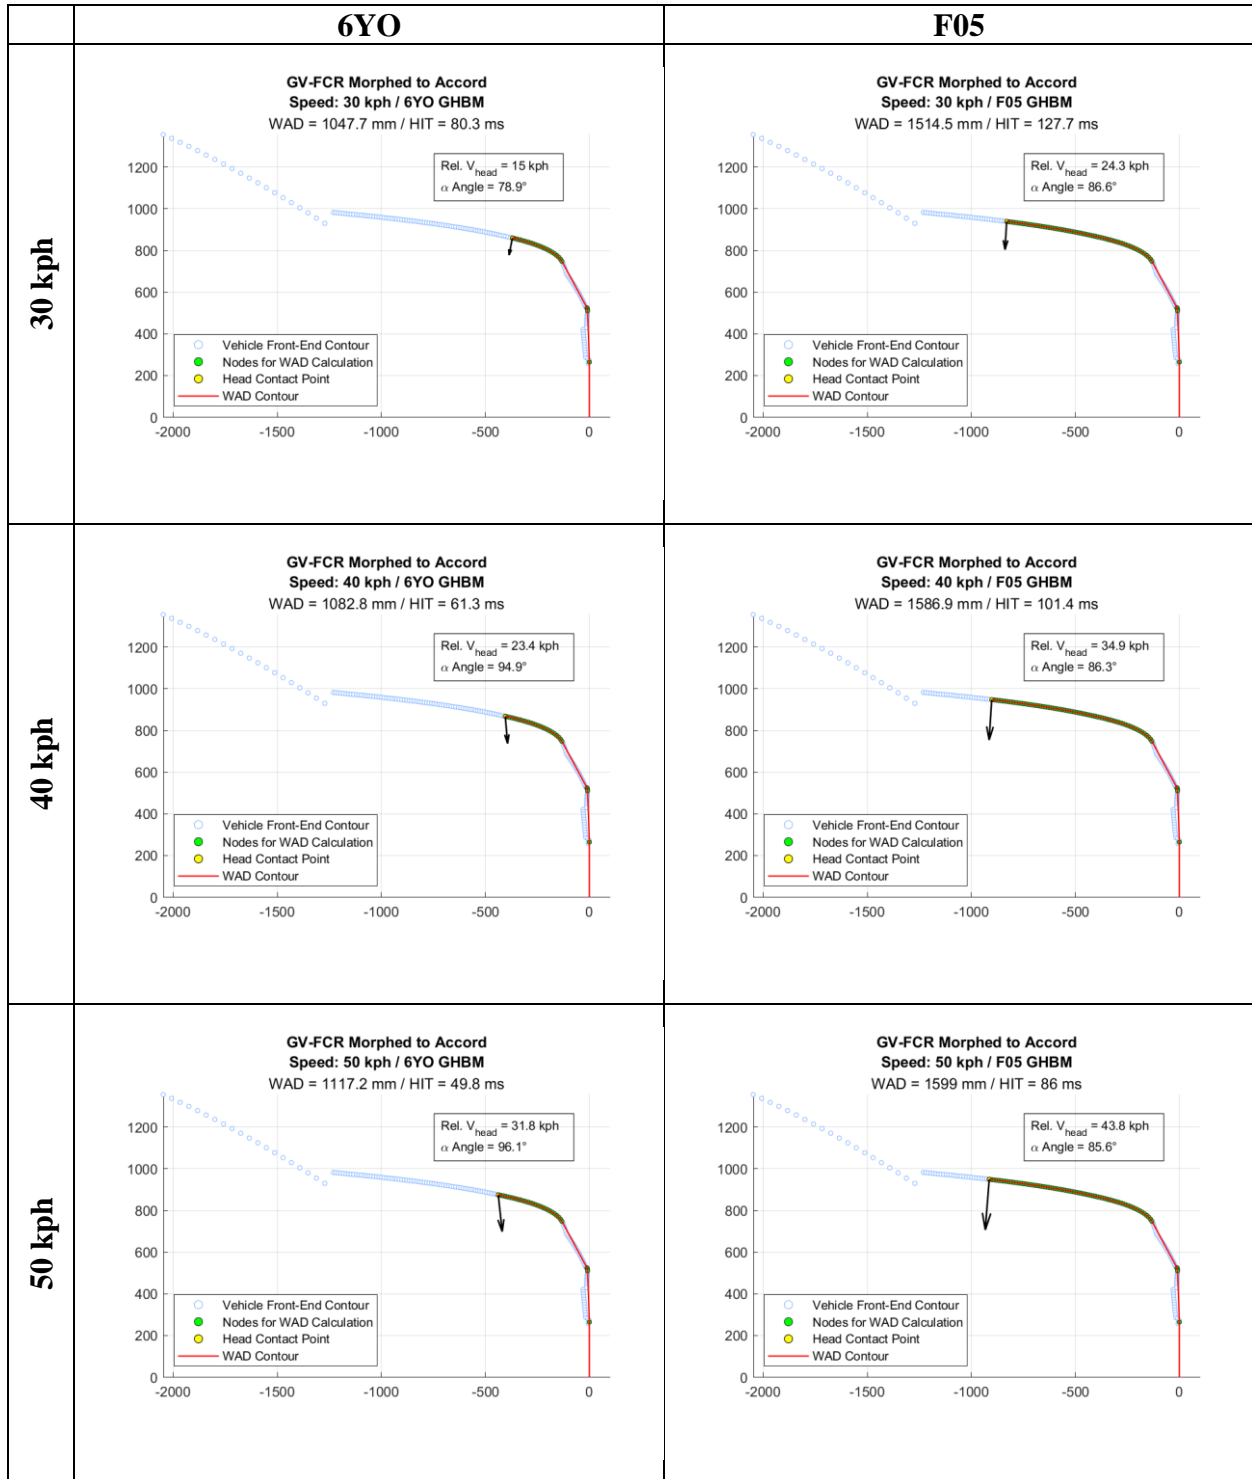 6YO
F05
30 kph
GV-FCR Morphed to Accord
Speed: 30 kph / 6YO GHBM
WAD = 1047.7 mm / HIT = 80.3 ms
Rel. V_head = 15 kph
α Angle = 78.9°
1200
1000
800
600
400
200
0
-2000 -1500 -1000 -500 0
Vehicle Front-End Contour
Nodes for WAD Calculation
Head Contact Point
WAD Contour
GV-FCR Morphed to Accord
Speed: 30 kph / F05 GHBM
WAD = 1514.5 mm / HIT = 127.7 ms
Rel. V_head = 24.3 kph
α Angle = 86.6°
1200
1000
800
600
400
200
0
-2000 -1500 -1000 -500 0
Vehicle Front-End Contour
Nodes for WAD Calculation
Head Contact Point
WAD Contour
40 kph
GV-FCR Morphed to Accord
Speed: 40 kph / 6YO GHBM
WAD = 1082.8 mm / HIT = 61.3 ms
Rel. V_head = 23.4 kph
α Angle = 94.9°
1200
1000
800
600
400
200
0
-2000 -1500 -1000 -500 0
Vehicle Front-End Contour
Nodes for WAD Calculation
Head Contact Point
WAD Contour
GV-FCR Morphed to Accord
Speed: 40 kph / F05 GHBM
WAD = 1586.9 mm / HIT = 101.4 ms
Rel. V_head = 34.9 kph
α Angle = 86.3°
1200
1000
800
600
400
200
0
-2000 -1500 -1000 -500 0
Vehicle Front-End Contour
Nodes for WAD Calculation
Head Contact Point
WAD Contour
50 kph
GV-FCR Morphed to Accord
Speed: 50 kph / 6YO GHBM
WAD = 1117.2 mm / HIT = 49.8 ms
Rel. V_head = 31.8 kph
α Angle = 96.1°
1200
1000
800
600
400
200
0
-2000 -1500 -1000 -500 0
Vehicle Front-End Contour
Nodes for WAD Calculation
Head Contact Point
WAD Contour
GV-FCR Morphed to Accord
Speed: 50 kph / F05 GHBM
WAD = 1599 mm / HIT = 86 ms
Rel. V_head = 43.8 kph
α Angle = 85.6°
1200
1000
800
600
400
200
0
-2000 -1500 -1000 -500 0
Vehicle Front-End Contour
Nodes for WAD Calculation
Head Contact Point
WAD Contour